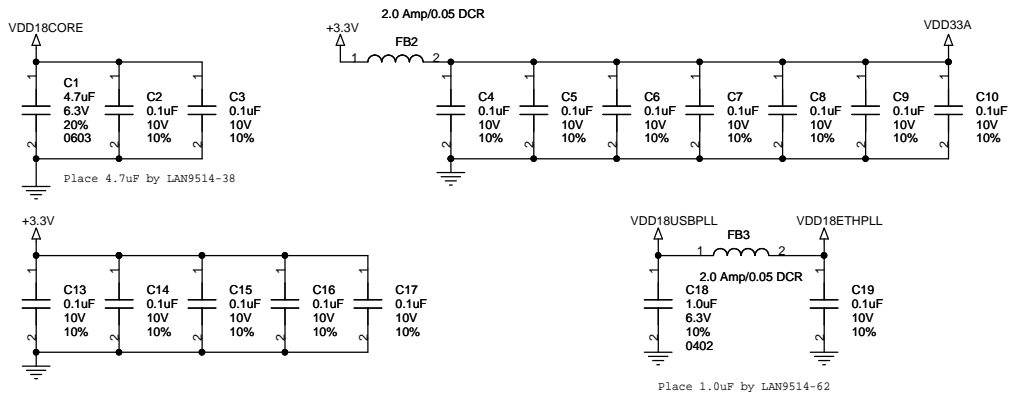 VDD18CORE
1
2
C1
4.7uF
6.3V
20%
0603
1
2
C2
0.1uF
10V
10%
1
2
C3
0.1uF
10V
10%
Place 4.7uF by LAN9514-38
2.0 Amp/0.05 DCR
+3.3V
FB2
1
2
VDD33A
1
2
C4
0.1uF
10V
10%
1
2
C5
0.1uF
10V
10%
1
2
C6
0.1uF
10V
10%
1
2
C7
0.1uF
10V
10%
1
2
C8
0.1uF
10V
10%
1
2
C9
0.1uF
10V
10%
1
2
C10
0.1uF
10V
10%
+3.3V
1
2
C13
0.1uF
10V
10%
1
2
C14
0.1uF
10V
10%
1
2
C15
0.1uF
10V
10%
1
2
C16
0.1uF
10V
10%
1
2
C17
0.1uF
10V
10%
VDD18USBPLL
VDD18ETHPLL
FB3
1
2
2.0 Amp/0.05 DCR
1
2
C18
1.0uF
6.3V
10%
0402
1
2
C19
0.1uF
10V
10%
Place 1.0uF by LAN9514-62